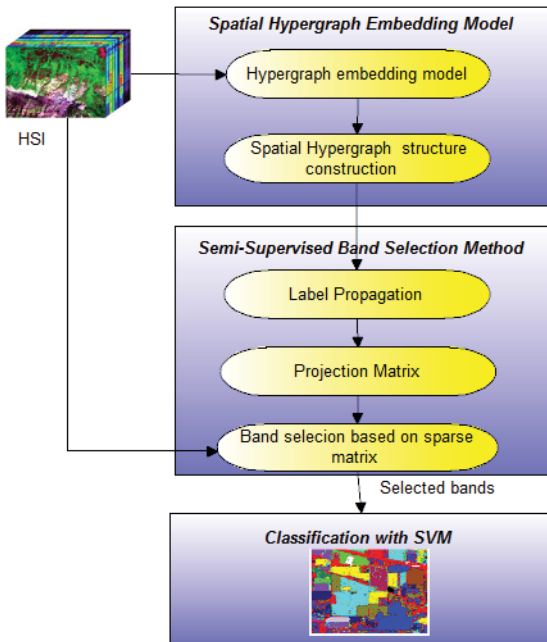 Spatial Hypergraph Embedding Model
Hypergraph embedding model
HSI
Spatial Hypergraph structure
construction
Semi-Supervised Band Selection Method
Label Propagation
Projection Matrix
Band selecion based on sparse
matrix
Selected bands
Classification with SVM